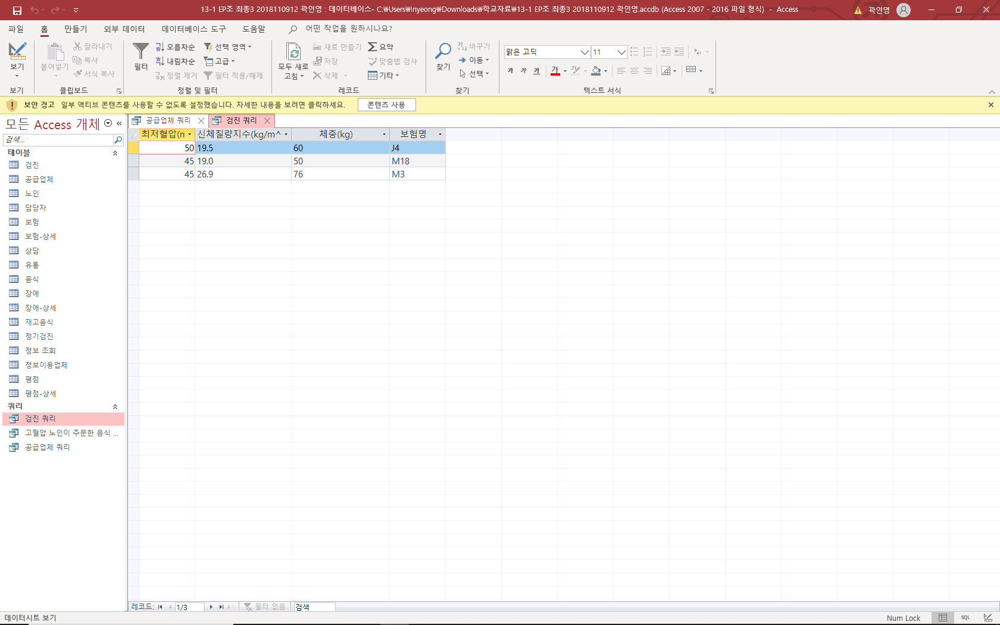 13-1 EP조 최종3 2018110912 곽인영 : 데이터베이스- C:₩Users₩Inyeong₩Downloads₩학교자료₩13-1 EP조 최종3 2018110912 곽인영.accdb (Access 2007 - 2016 파일 형식) - Access
곽인영
파일 홈 만들기 외부 데이터 데이터베이스 도구 도움말 어떤 작업을 원하시나요?
보기
보기
붙여넣기
잘라내기
복사
서식 복사
클립보드
필터
오름차순
내림차순
정렬 제거
선택 영역
고급
필터 적용/해제
정렬 및 필터
모두 새로
고침
새로 만들기
저장
삭제
요약
맞춤법 검사
기타
레코드
찾기
바꾸기
이동
선택
찾기
맑은 고딕 11
가 가 가 가
텍스트 서식
보안 경고 일부 액티브 콘텐츠를 사용할 수 없도록 설정했습니다. 자세한 내용을 보려면 클릭하세요. 콘텐츠 사용
모든 Access 개체
검색...
테이블
검진
공급업체
노인
담당자
보험
보험-상세
상담
유통
음식
장애
장애-상세
재고음식
정기검진
정보 조회
정보이용업체
평점
평점-상세
쿼리
검진 쿼리
고혈압 노인이 주문한 음식 ...
공급업체 쿼리
공급업체 쿼리 검진 쿼리
최저혈압(m 신체질량지수(kg/m^ 체중(kg) 보험명
50 19.5 60 J4
45 19.0 50 M18
45 26.9 76 M3
레코드: 1/3 필터 없음 검색
데이터시트 보기
Num Lock SQL